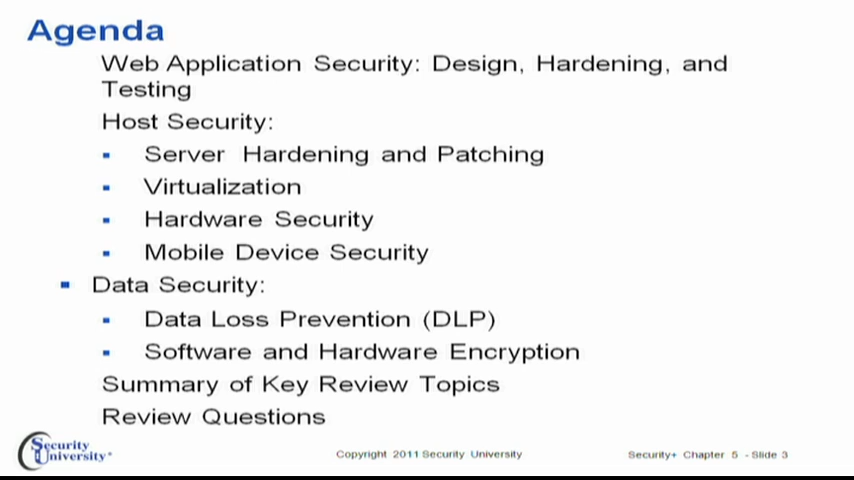 Agenda
Web Application Security: Design, Hardening, and
Testing
Host Security:
Server Hardening and Patching
Virtualization
Hardware Security
Mobile Device Security
Data Security:
Data Loss Prevention (DLP)
Software and Hardware Encryption
Summary of Key Review Topics
Review Questions
Security
University
Copyright 2011 Security University
Security+ Chapter 5 - Slide 3